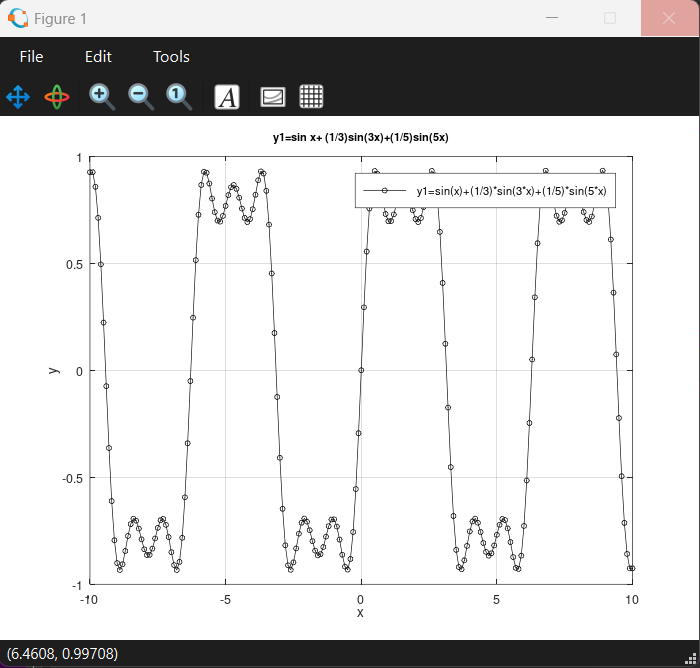 Figure 1
File Edit Tools
1 A
y1=sin x+ (1/3)sin(3x)+(1/5)sin(5x)
y1=sin(x)+(1/3)*sin(3*x)+(1/5)*sin(5*x)
1
0.5
0
-0.5
-1
y
-10 -5 0 5 10
x
(6.4608, 0.99708)